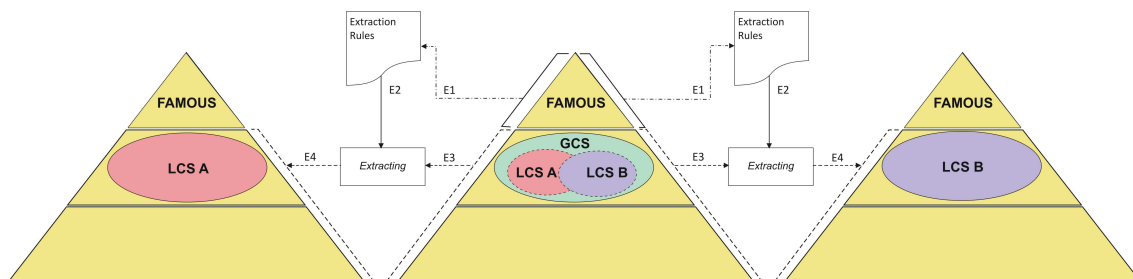 Extraction
Rules
Extraction
Rules
E2
E1
E1
E2
FAMOUS
FAMOUS
FAMOUS
GCS
LCS A
E4
Extracting
E3
LCS A
LCS B
E3
Extracting
E4
LCS B